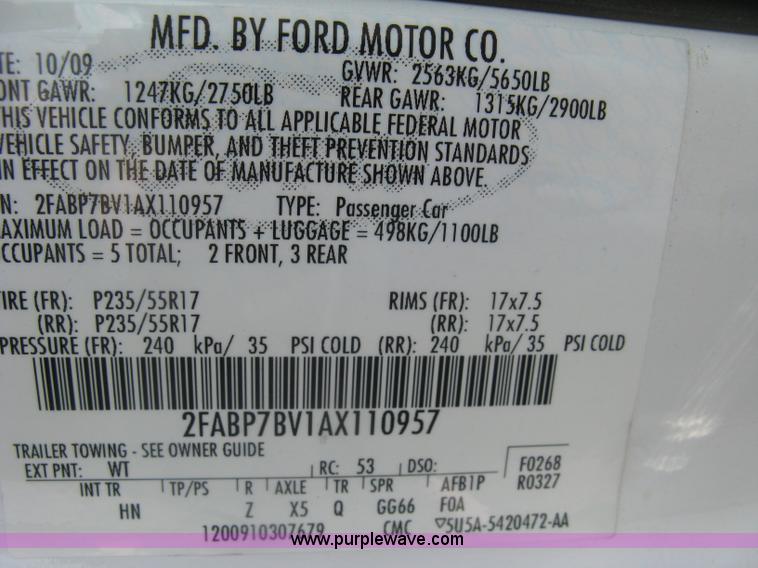 MFD. BY FORD MOTOR CO.
TE: 10/09
GVWR: 2563KG/5650LB
ONT GAWR: 1247KG/2750LB
REAR GAWR: 1315KG/2900LB
THIS VEHICLE CONFORMS TO ALL APPLICABLE FEDERAL MOTOR
VEHICLE SAFETY, BUMPER, AND THEFT PREVENTION STANDARDS
IN EFFECT ON THE DATE OF MANUFACTURE SHOWN ABOVE.
N: 2FABP7BV1AX110957 TYPE: Passenger Car
AXIMUM LOAD = OCCUPANTS + LUGGAGE = 498KG/1100LB
CCUPANTS = 5 TOTAL; 2 FRONT, 3 REAR
IRE (FR): P235/55R17 RIMS (FR): 17x7.5
(RR): P235/55R17 (RR): 17x7.5
PRESSURE (FR): 240 kPa/ 35 PSI COLD (RR): 240 kPa/ 35 PSI COLD
2FABP7BV1AX110957
TRAILER TOWING - SEE OWNER GUIDE
EXT PNT: WT RC: 53 DSO: F0268
INT TR TP/PS R AXLE TR SPR AFB1P R0327
HN Z X5 Q GG66 FOA
1200910307679 CMC ▽5U5A-5420472-AA
www.purplewave.com